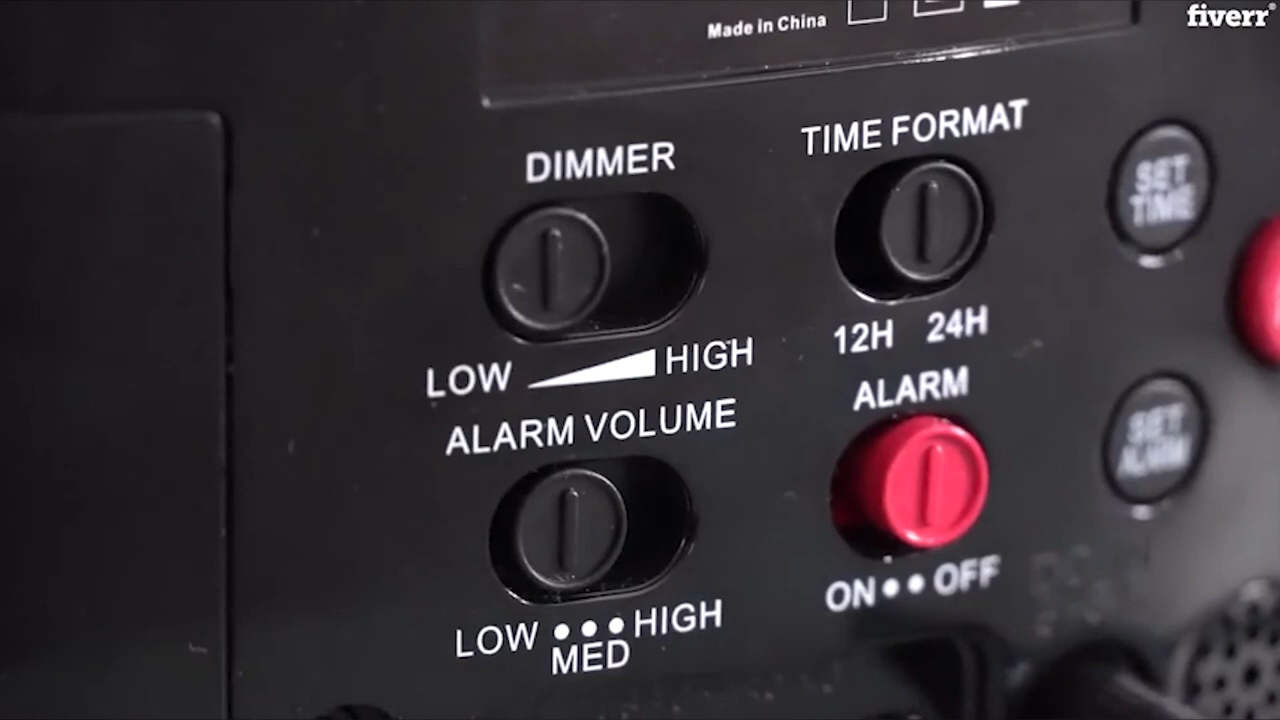 fiverr®
Made in China
DIMMER
TIME FORMAT
SET
TIME
LOW HIGH
12H 24H
ALARM VOLUME
ALARM
SET
ALARM
LOW ●●● HIGH
MED
ON ●● OFF